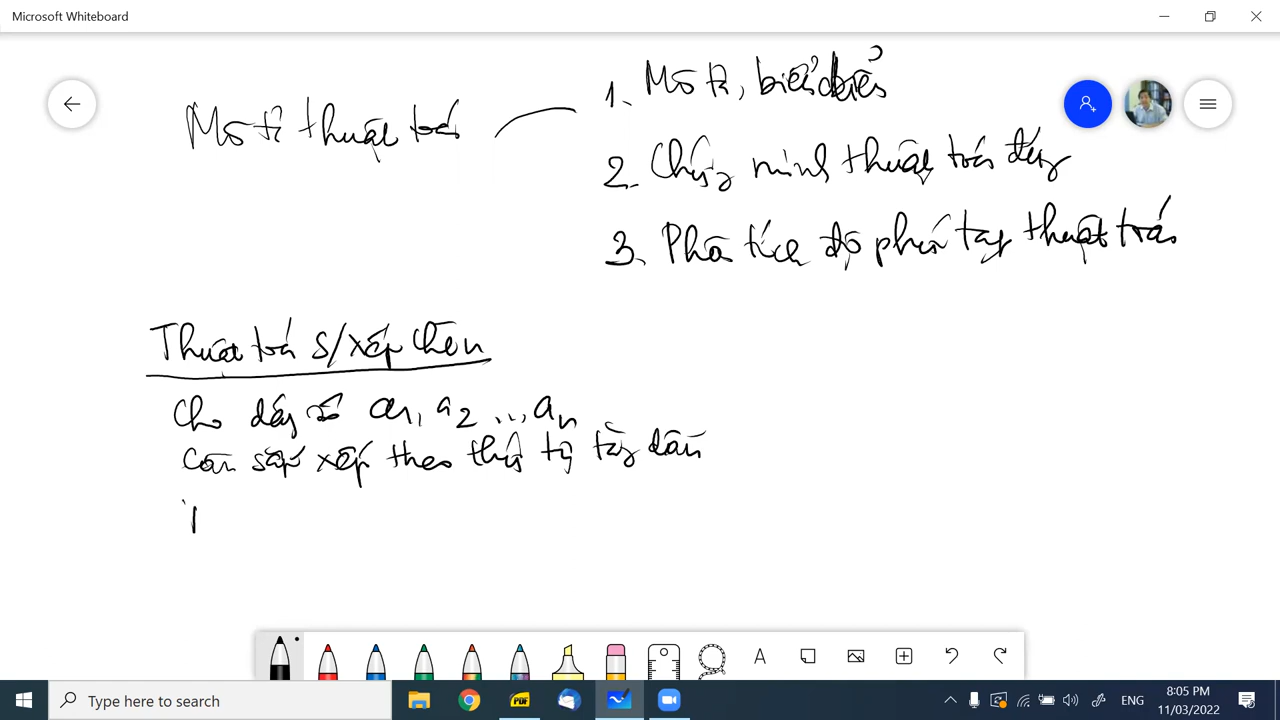 Microsoft Whiteboard
Mô tả thuật toán
1. Mô tả, biểu diễn
2. Chứng minh thuật toán đúng
3. Phân tích độ phức tạp thuật toán
Thuật toán s/xếp chèn
Cho dãy số a1, a2 ..., an
Cần sắp xếp theo thứ tự tăng dần
Type here to search
PDF
ENG
8:05 PM
11/03/2022